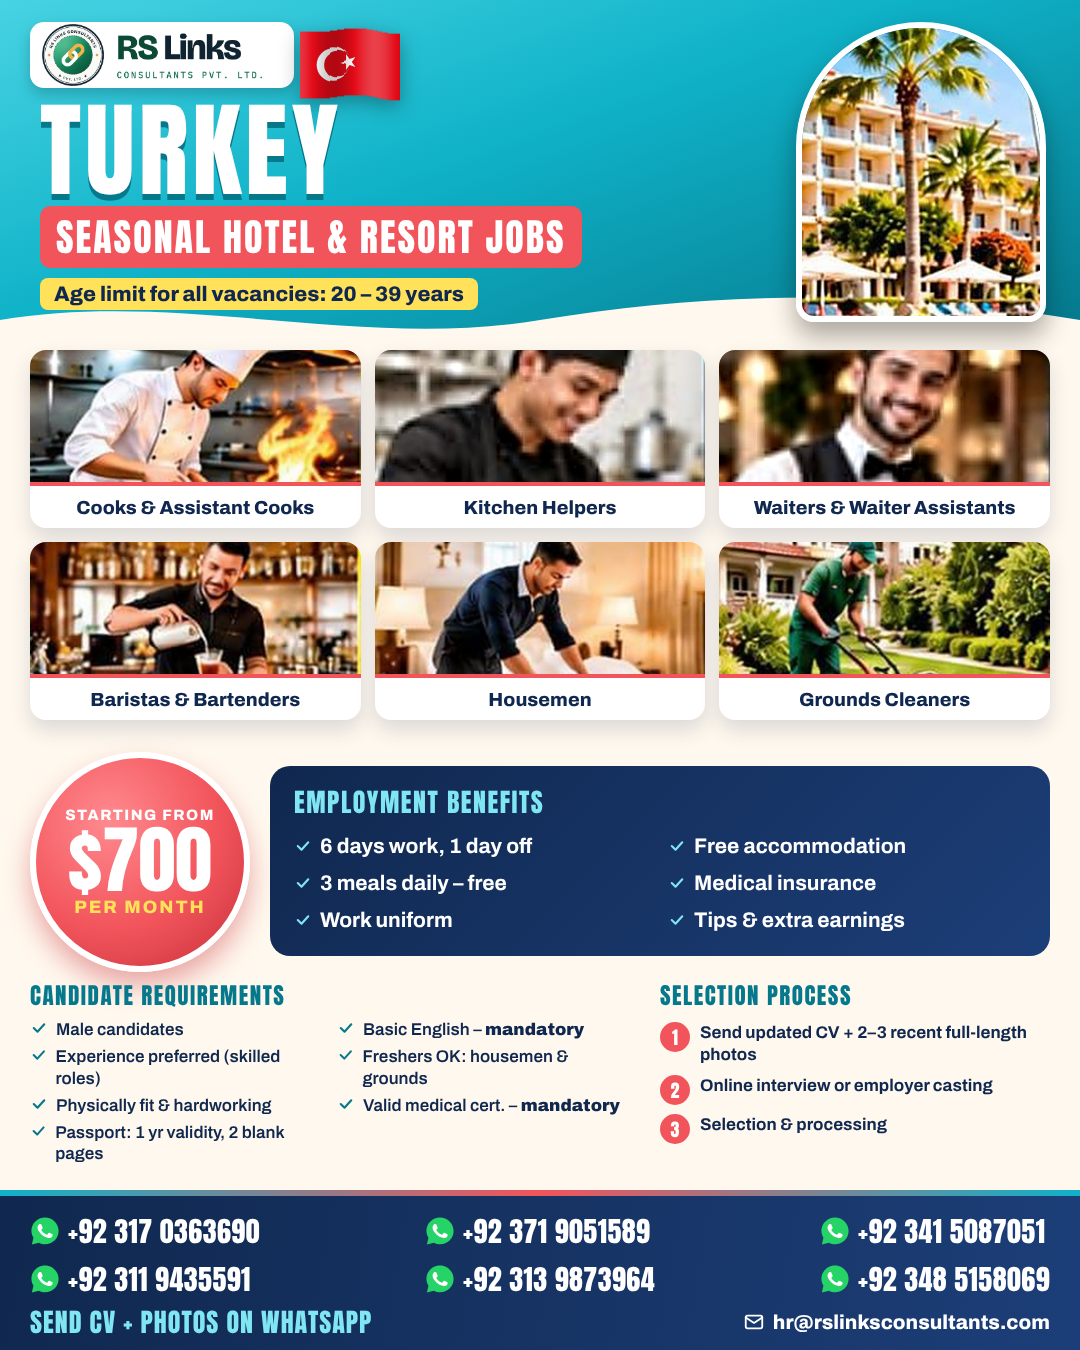 RS LINKS CONSULTANTS
PVT. LTD.
RS Links
CONSULTANTS PVT. LTD.
TURKEY
SEASONAL HOTEL & RESORT JOBS
Age limit for all vacancies: 20 – 39 years
Cooks & Assistant Cooks
Kitchen Helpers
Waiters & Waiter Assistants
Baristas & Bartenders
Housemen
Grounds Cleaners
STARTING FROM
$700
PER MONTH
EMPLOYMENT BENEFITS
6 days work, 1 day off
Free accommodation
3 meals daily – free
Medical insurance
Work uniform
Tips & extra earnings
CANDIDATE REQUIREMENTS
Male candidates
Experience preferred (skilled
roles)
Physically fit & hardworking
Passport: 1 yr validity, 2 blank
pages
Basic English – mandatory
Freshers OK: housemen &
grounds
Valid medical cert. – mandatory
SELECTION PROCESS
1 Send updated CV + 2–3 recent full-length
photos
2 Online interview or employer casting
3 Selection & processing
+92 317 0363690
+92 371 9051589
+92 341 5087051
+92 311 9435591
+92 313 9873964
+92 348 5158069
SEND CV + PHOTOS ON WHATSAPP
hr@rslinksconsultants.com